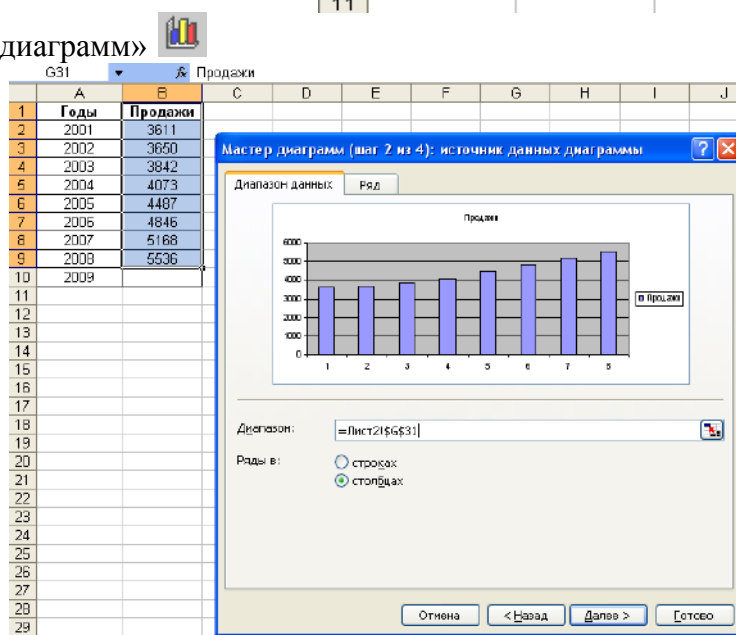 11
диаграмм»
G31 fx Продажи
A B C D E F G H I J
1 Годы Продажи
2 2001 3611
3 2002 3650
4 2003 3842
5 2004 4073
6 2005 4487
7 2006 4846
8 2007 5168
9 2008 5536
10 2009
11
12
13
14
15
16
17
18
19
20
21
22
23
24
25
26
27
28
29
Мастер диаграмм (шаг 2 из 4): источник данных диаграммы
Диапазон данных Ряд
Продажи
6000
5000
4000
3000
2000
1000
0
1 2 3 4 5 6 7 8
Продажи
Диапазон: =Лист2!$G$31
Ряды в: строках
столбцах
Отмена < Назад Далее > Готово